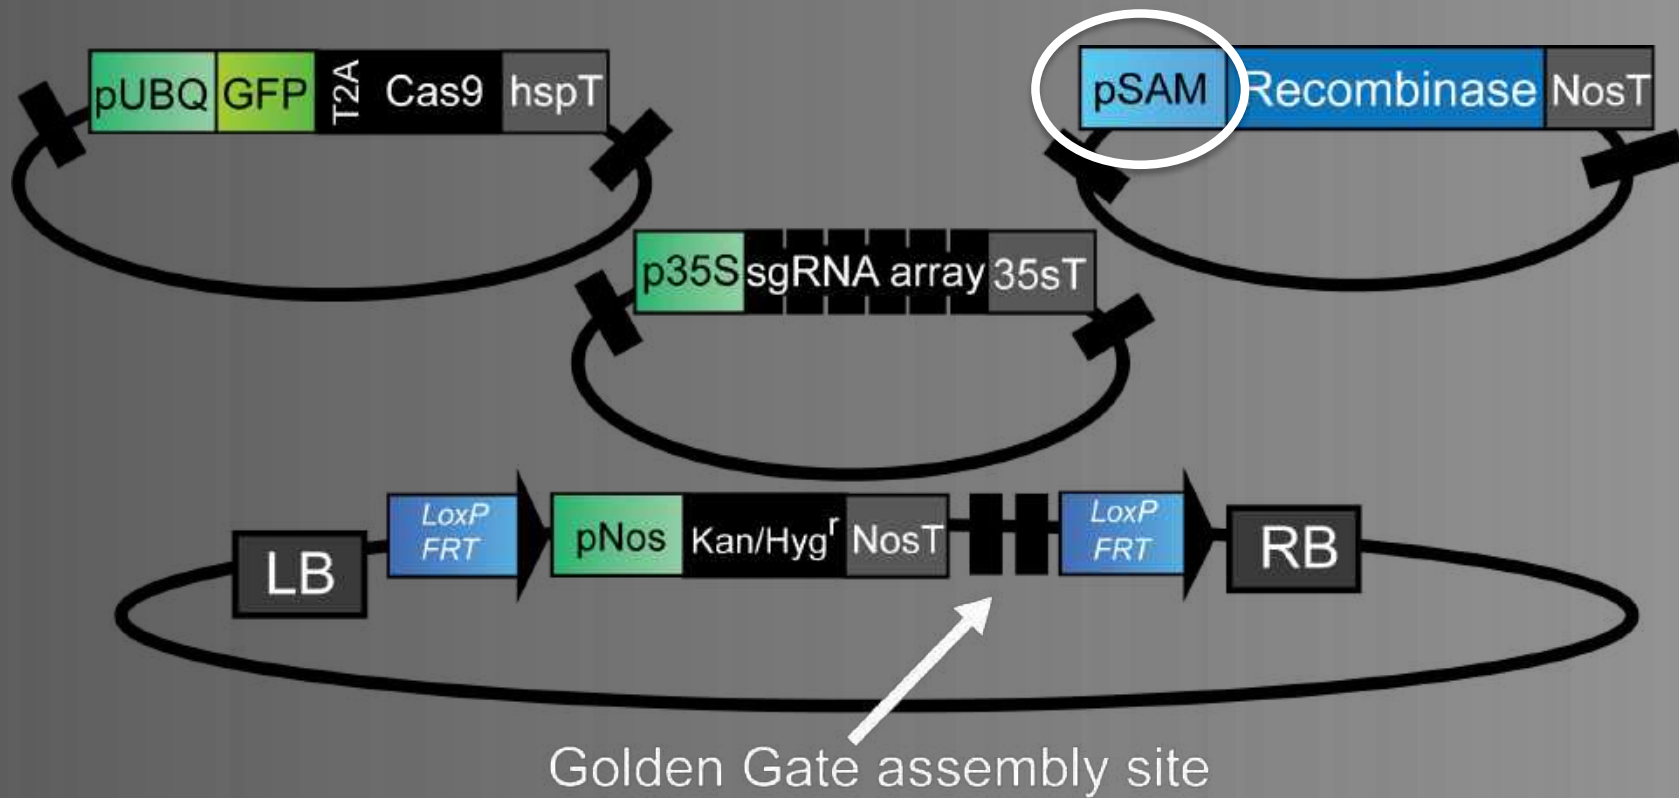 pUBQ GFP T2A Cas9 hspT
pSAM Recombinase NosT
p35S sgRNA array 35sT
LB
LoxP
FRT
pNos Kan/Hygʳ NosT
LoxP
FRT
RB
Golden Gate assembly site